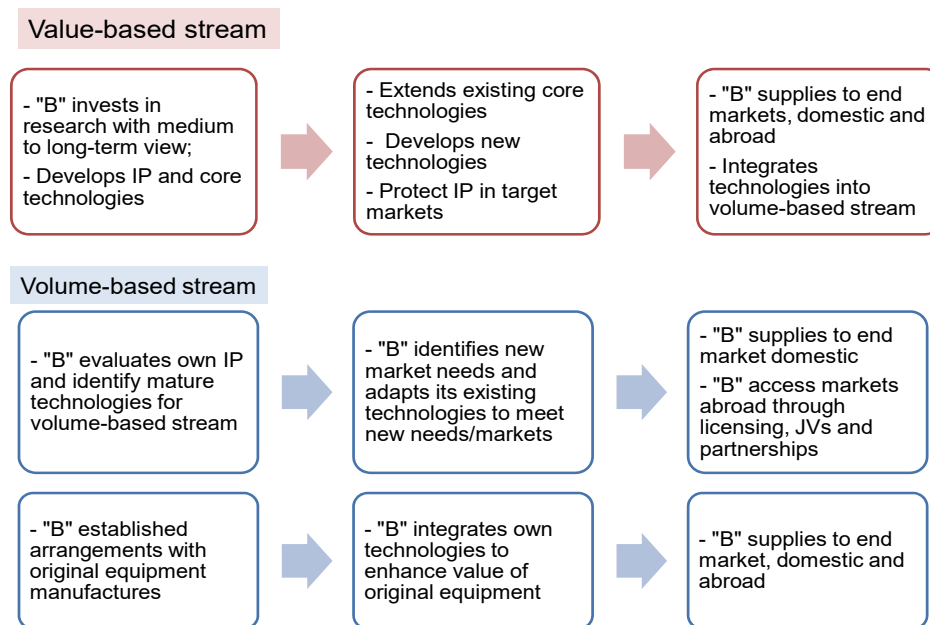 Value-based stream
- "B" invests in
research with medium
to long-term view;
- Develops IP and core
technologies
- Extends existing core
technologies
-  Develops new
technologies
- Protect IP in target
markets
- "B" supplies to end
markets, domestic and
abroad
- Integrates
technologies into
volume-based stream
Volume-based stream
- "B" evaluates own IP
and identify mature
technologies for
volume-based stream
- "B" identifies new
market needs and
adapts its existing
technologies to meet
new needs/markets
- "B" supplies to end
market domestic
- "B" access markets
abroad through
licensing, JVs and
partnerships
- "B" established
arrangements with
original equipment
manufactures
- "B" integrates own
technologies to
enhance value of
original equipment
- "B" supplies to end
market, domestic and
abroad